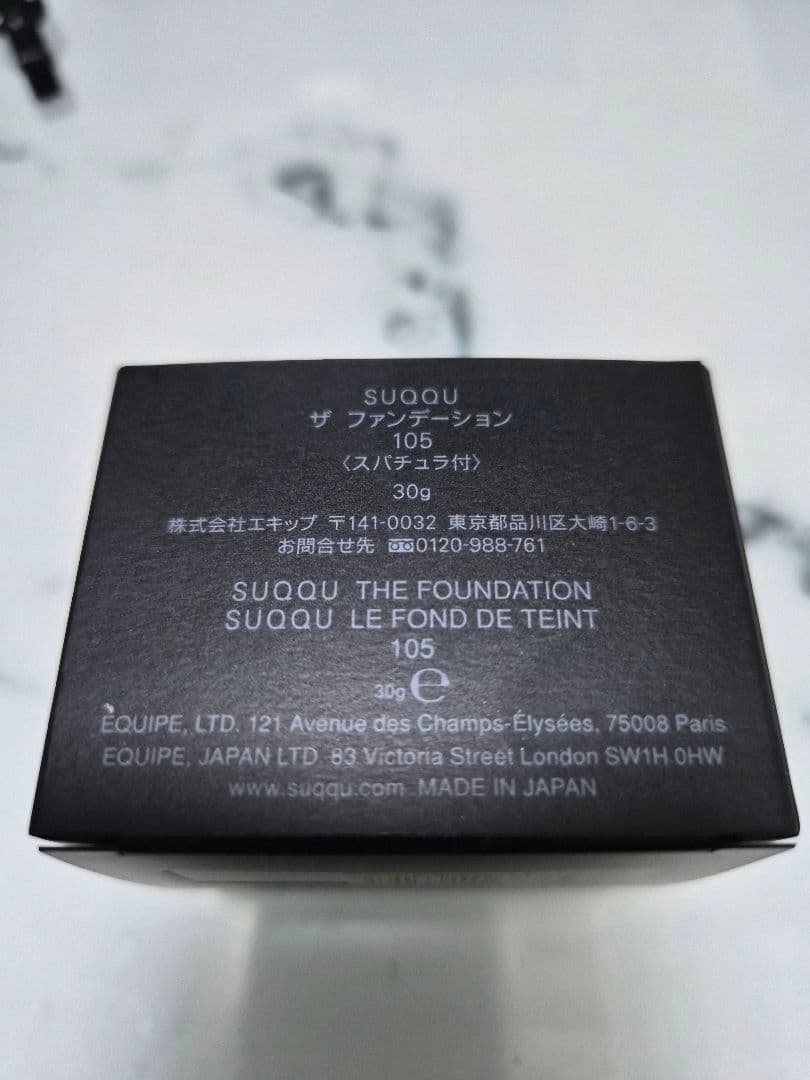 SUQQU
ザ ファンデーション
105
〈スパチュラ付〉
30g
株式会社エキップ 〒141-0032 東京都品川区大崎1-6-3
お問合せ先 0120-988-761
SUQQU THE FOUNDATION
SUQQU LE FOND DE TEINT
105
30g ℮
EQUIPE, LTD. 121 Avenue des Champs-Élysées, 75008 Paris
EQUIPE, JAPAN LTD. 83 Victoria Street London SW1H 0HW
www.suqqu.com MADE IN JAPAN